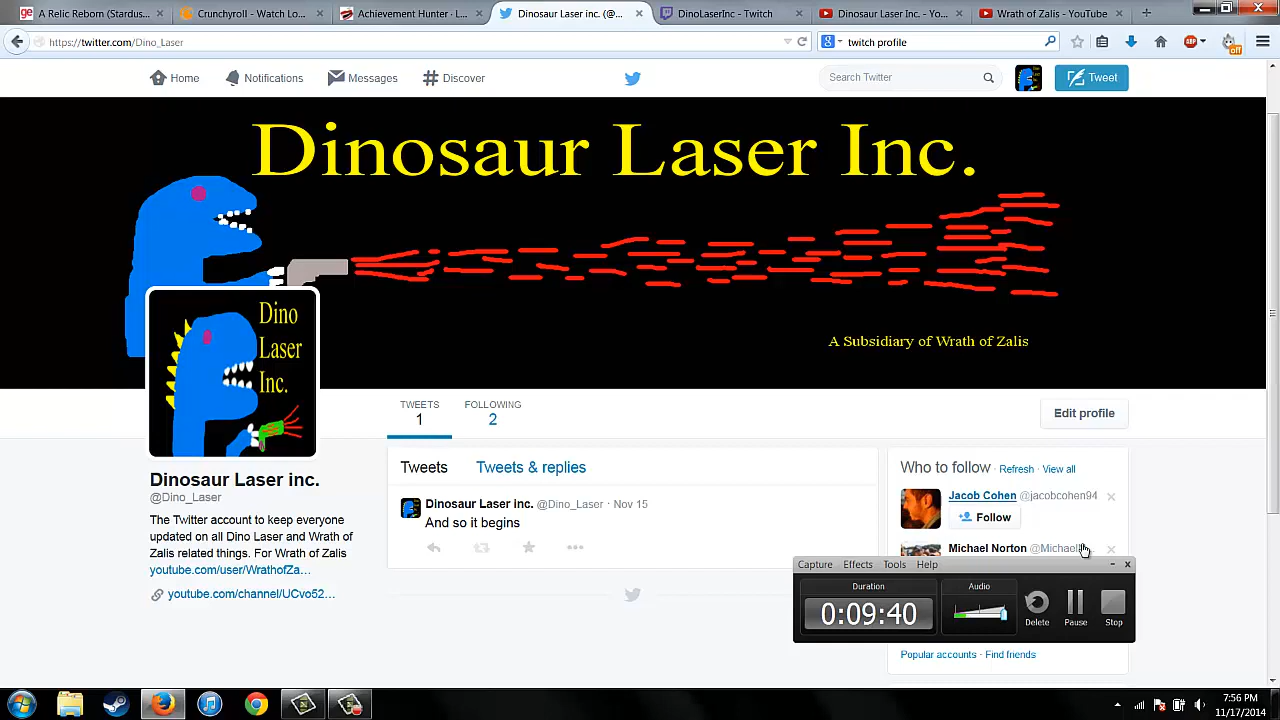 A Relic Reborn (Stardus...
Crunchyroll - Watch Lo...
Achievement Hunter · L...
Dinosaur Laser inc. (@...
DinoLaserInc - Twitch
Dinosaur Laser Inc. - Yo...
Wrath of Zalis - YouTube
https://twitter.com/Dino_Laser
twitch profile
off
Home
Notifications
Messages
Discover
Search Twitter
Tweet
Dinosaur Laser Inc.
A Subsidiary of Wrath of Zalis
Dino
Laser
Inc.
TWEETS
1
FOLLOWING
2
Edit profile
Dinosaur Laser inc.
@Dino_Laser
The Twitter account to keep everyone
updated on all Dino Laser and Wrath of
Zalis related things. For Wrath of Zalis
youtube.com/user/WrathofZa...
youtube.com/channel/UCvo52...
Tweets
Tweets & replies
Dinosaur Laser inc. @Dino_Laser · Nov 15
And so it begins
Who to follow · Refresh · View all
Jacob Cohen @jacobcohen94
Follow
Michael Norton
Capture Effects Tools Help
Duration
0:09:40
Audio
Delete
Pause
Stop
Popular accounts · Find friends
7:56 PM
11/17/2014